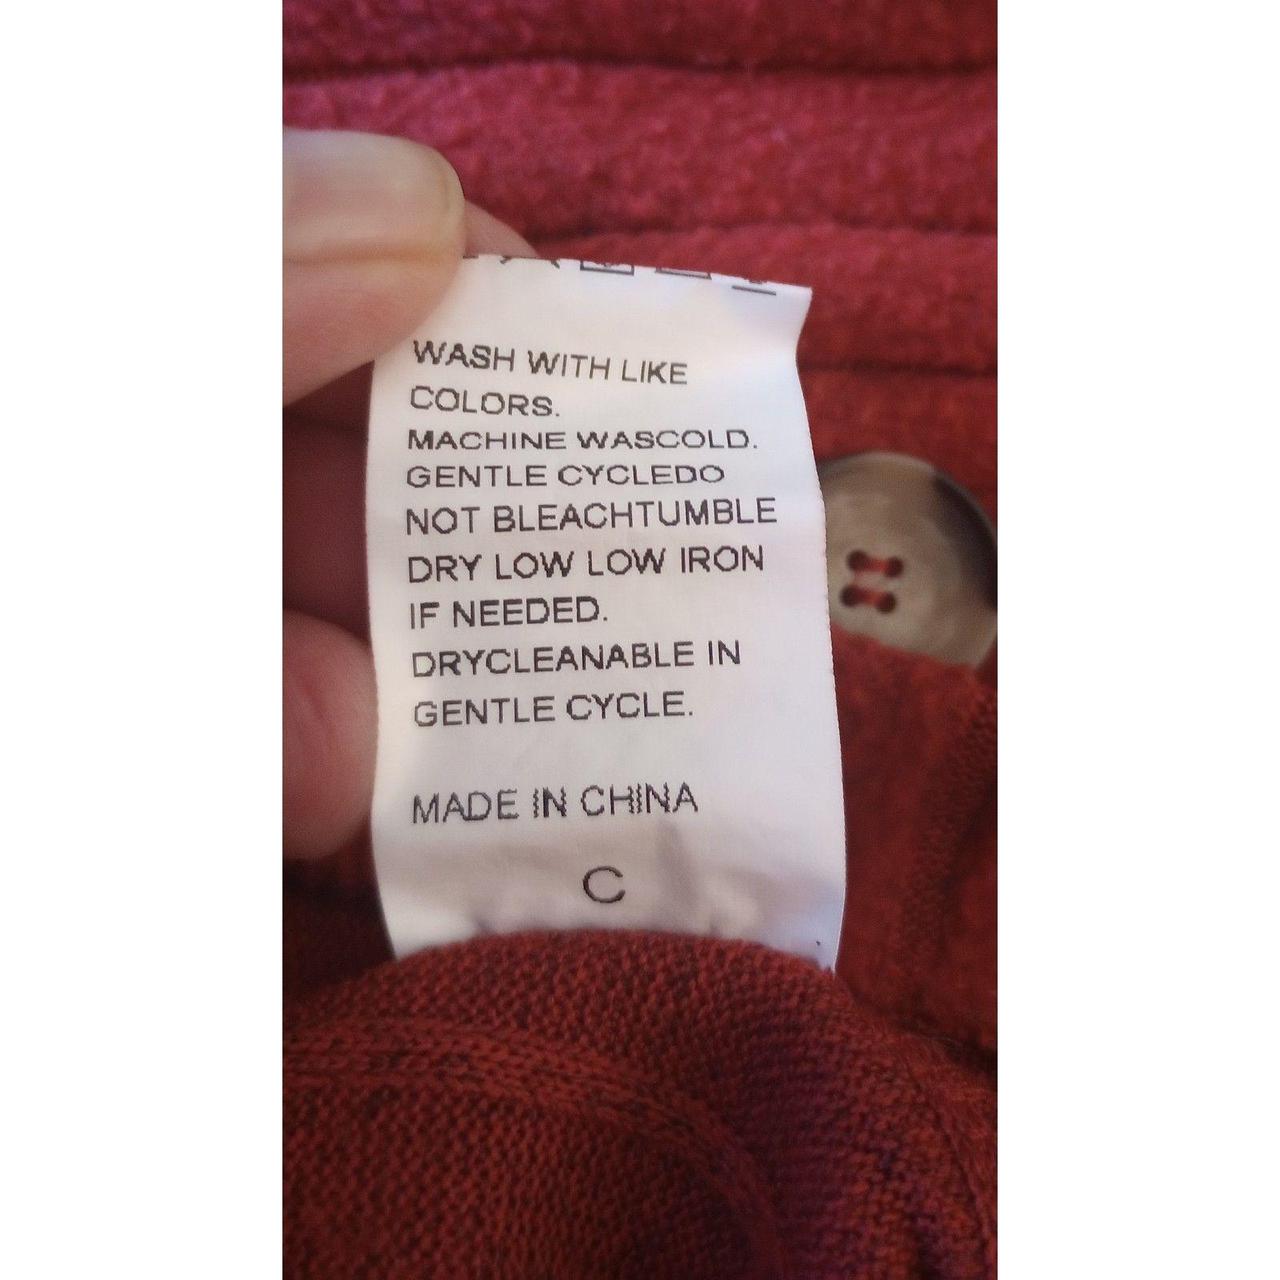 WASH WITH LIKE
COLORS.
MACHINE WASCOLD.
GENTLE CYCLEDO
NOT BLEACHTUMBLE
DRY LOW LOW IRON
IF NEEDED.
DRYCLEANABLE IN
GENTLE CYCLE.
MADE IN CHINA
C